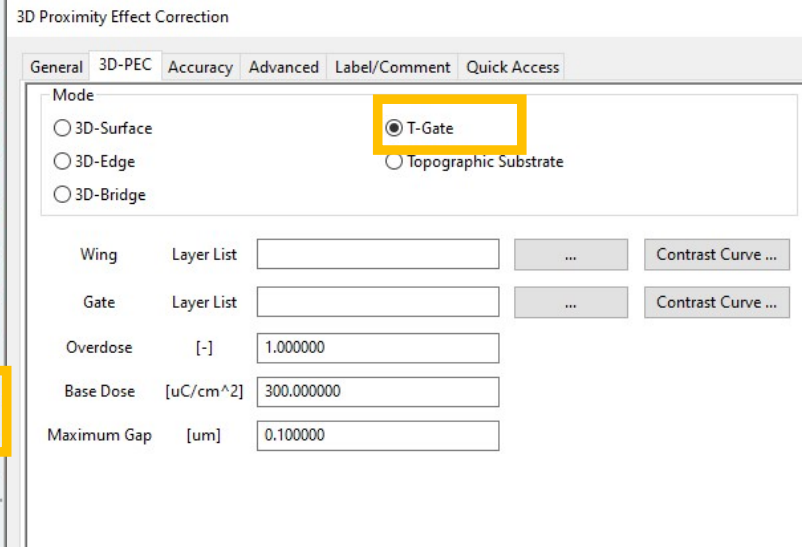 3D Proximity Effect Correction
General 3D-PEC Accuracy Advanced Label/Comment Quick Access
Mode
3D-Surface T-Gate
3D-Edge Topographic Substrate
3D-Bridge
Wing Layer List ... Contrast Curve ...
Gate Layer List ... Contrast Curve ...
Overdose [-] 1.000000
Base Dose [uC/cm^2] 300.000000
Maximum Gap [um] 0.100000